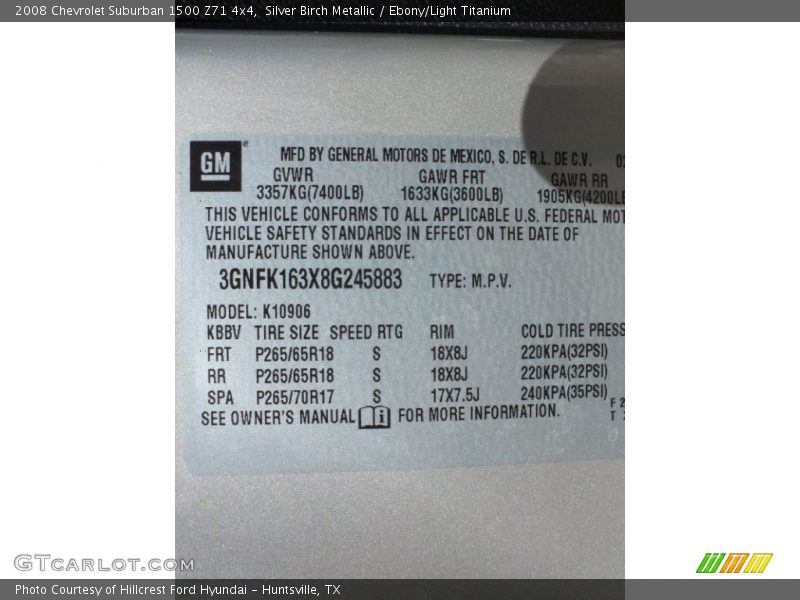 2008 Chevrolet Suburban 1500 Z71 4x4,  Silver Birch Metallic / Ebony/Light Titanium
GM
MFD BY GENERAL MOTORS DE MEXICO, S. DE R.L. DE C.V.
GVWR GAWR FRT GAWR RR
3357KG(7400LB) 1633KG(3600LB) 1905KG(4200LB
THIS VEHICLE CONFORMS TO ALL APPLICABLE U.S. FEDERAL MOT
VEHICLE SAFETY STANDARDS IN EFFECT ON THE DATE OF
MANUFACTURE SHOWN ABOVE.
3GNFK163X8G245883 TYPE: M.P.V.
MODEL: K10906
KBBV TIRE SIZE SPEED RTG RIM COLD TIRE PRESS
FRT P265/65R18 S 18X8J 220KPA(32PSI)
RR P265/65R18 S 18X8J 220KPA(32PSI)
SPA P265/70R17 S 17X7.5J 240KPA(35PSI)
SEE OWNER'S MANUAL FOR MORE INFORMATION.
F 2
T
GTCARLOT.COM
Photo Courtesy of Hillcrest Ford Hyundai – Huntsville, TX